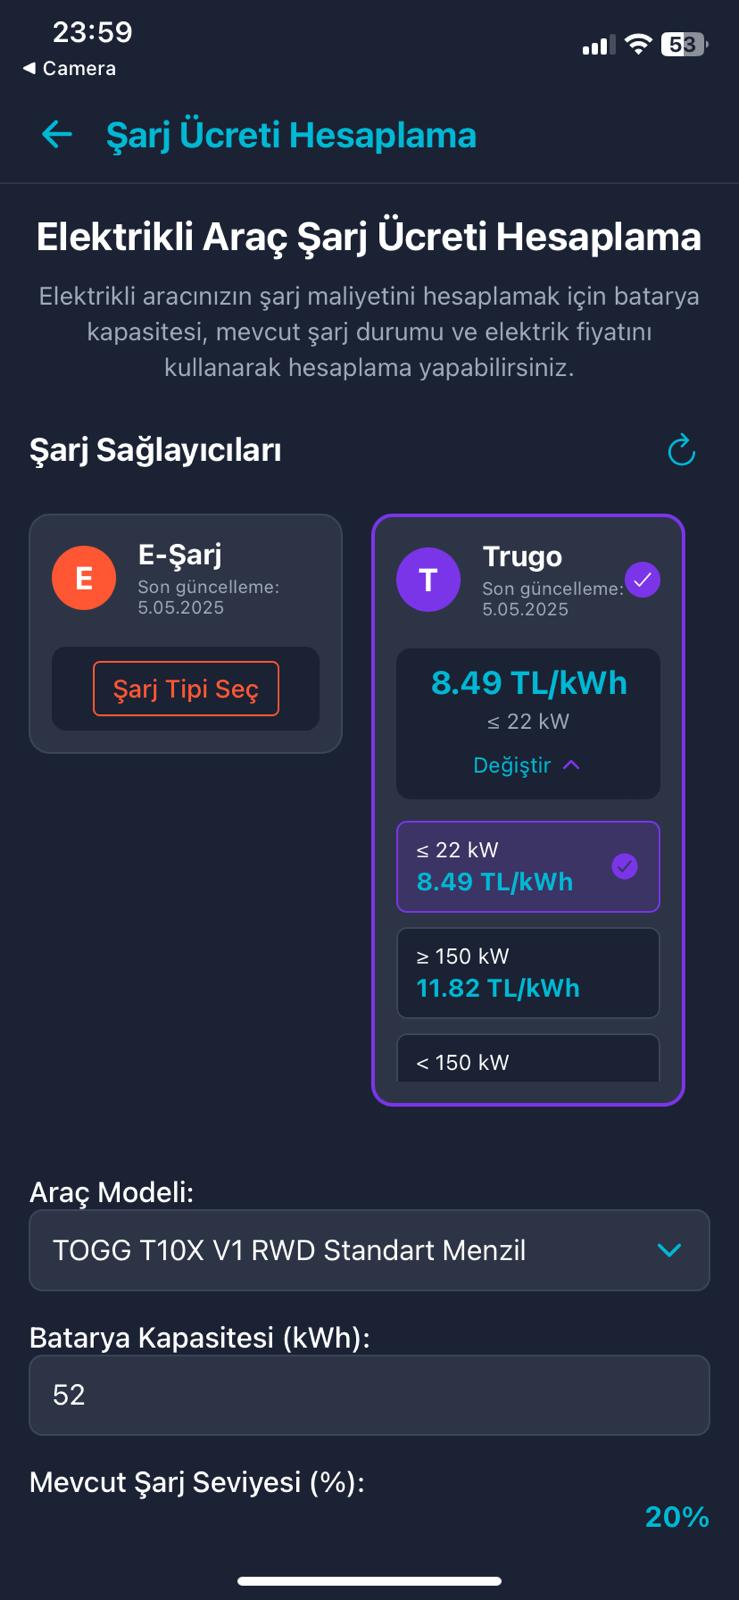 23:59
53
◀ Camera
Şarj Ücreti Hesaplama
Elektrikli Araç Şarj Ücreti Hesaplama
Elektrikli aracınızın şarj maliyetini hesaplamak için batarya
kapasitesi, mevcut şarj durumu ve elektrik fiyatını
kullanarak hesaplama yapabilirsiniz.
Şarj Sağlayıcıları
E
E-Şarj
Son güncelleme:
5.05.2025
Şarj Tipi Seç
T
Trugo
Son güncelleme:
5.05.2025
8.49 TL/kWh
≤ 22 kW
Değiştir
≤ 22 kW
8.49 TL/kWh
≥ 150 kW
11.82 TL/kWh
< 150 kW
Araç Modeli:
TOGG T10X V1 RWD Standart Menzil
Batarya Kapasitesi (kWh):
52
Mevcut Şarj Seviyesi (%):
20%